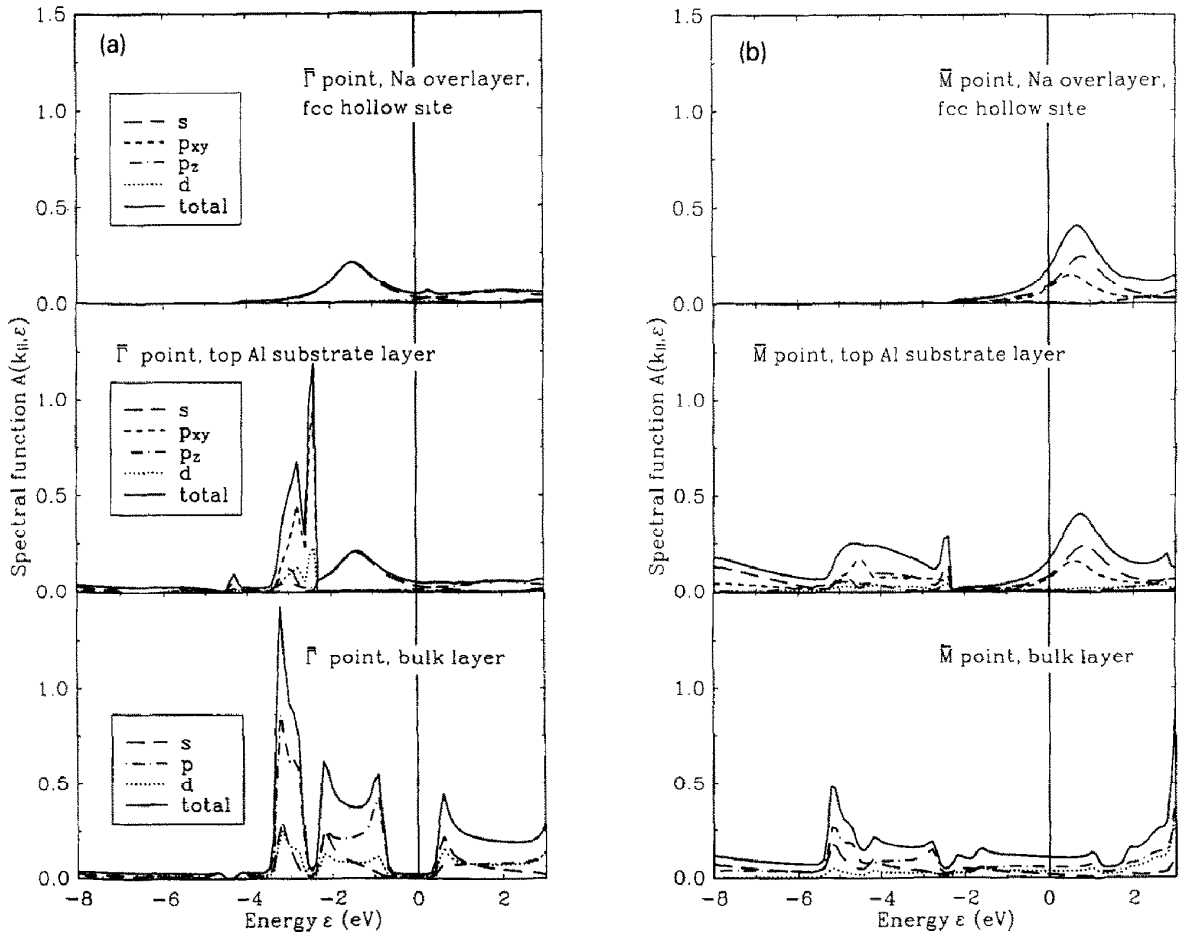 (a)
1.5
1.0
0.5
0.0
Γ̄ point, Na overlayer,
fcc hollow site
s
pxy
pz
d
total
Γ̄ point, top Al substrate layer
1.0
0.5
0.0
s
pxy
pz
d
total
Γ̄ point, bulk layer
1.0
0.5
0.0
s
p
d
total
−8 −6 −4 −2 0 2
Energy ε (eV)
Spectral function A(k||,ε)
(b)
1.5
1.0
0.5
0.0
M̄ point, Na overlayer,
fcc hollow site
M̄ point, top Al substrate layer
1.0
0.5
0.0
M̄ point, bulk layer
1.0
0.5
0.0
−8 −6 −4 −2 0 2
Energy ε (eV)
Spectral function A(k||,ε)